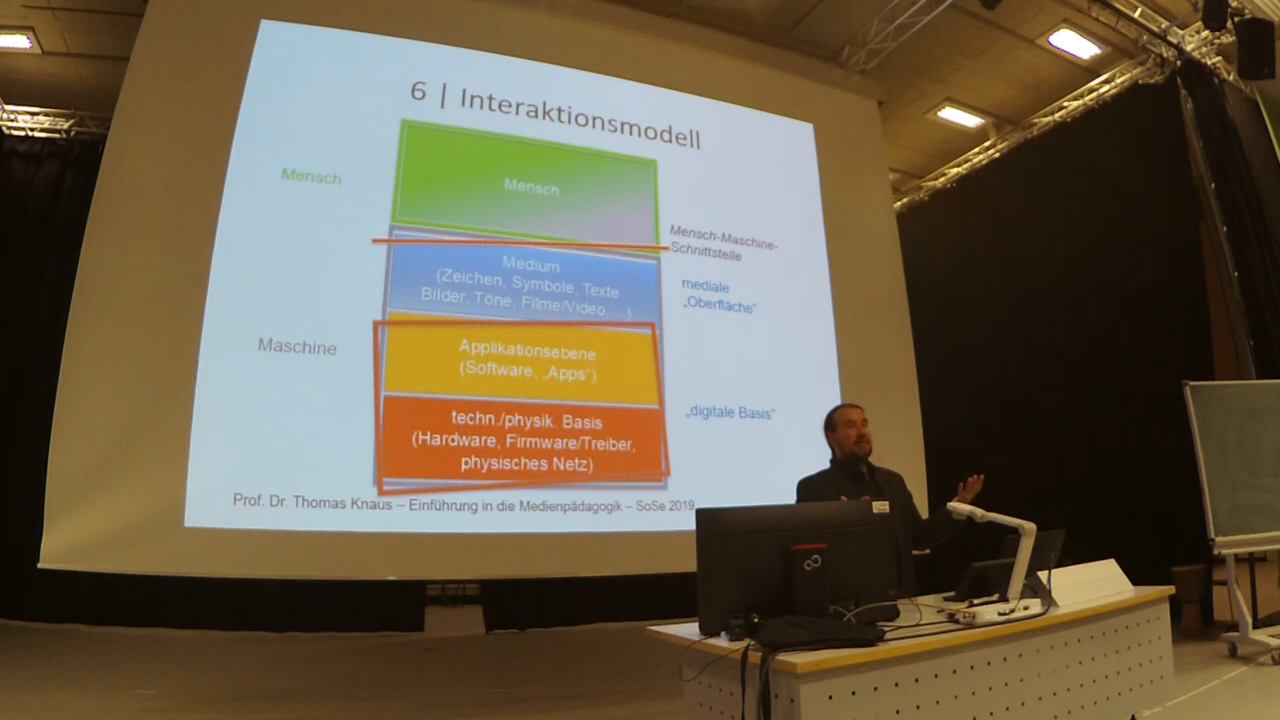 6 | Interaktionsmodell
Mensch
Mensch
Mensch-Maschine-
Schnittstelle
Medium
(Zeichen, Symbole, Texte
Bilder, Töne, Filme/Video, ...)
mediale
„Oberfläche“
Maschine
Applikationsebene
(Software, „Apps“)
techn./physik. Basis
(Hardware, Firmware/Treiber,
physisches Netz)
„digitale Basis“
Prof. Dr. Thomas Knaus – Einführung in die Medienpädagogik – SoSe 2019